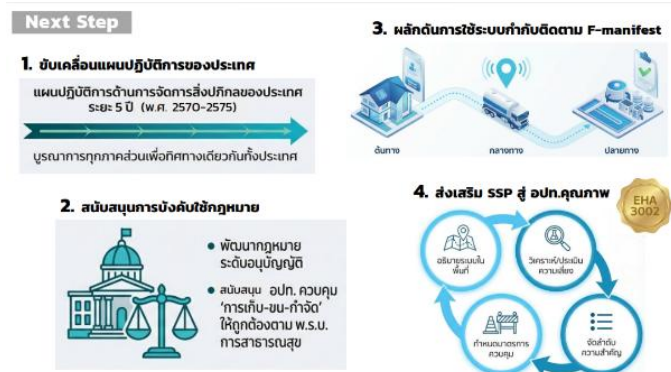 Next Step
1. ขับเคลื่อนแผนปฏิบัติการของประเทศ
แผนปฏิบัติการด้านการจัดการสิ่งปฏิกูลของประเทศ
ระยะ 5 ปี (พ.ศ. 2570-2575)
บูรณาการทุกภาคส่วนเพื่อทิศทางเดียวกันทั้งประเทศ
2. สนับสนุนการบังคับใช้กฎหมาย
• พัฒนากฎหมาย
ระดับอนุบัญญัติ
• สนับสนุน อปท. ควบคุม
‘การเก็บ-ขน-กำจัด’
ให้ถูกต้องตาม พ.ร.บ.
การสาธารณสุข
3. ผลักดันการใช้ระบบกำกับติดตาม F-manifest
ต้นทาง
กลางทาง
ปลายทาง
4. ส่งเสริม SSP สู่ อปท.คุณภาพ
EHA
3002
อธิบายระบบใน
พื้นที่
วิเคราะห์/ประเมิน
ความเสี่ยง
กำหนดมาตรการ
ควบคุม
จัดลำดับ
ความสำคัญ